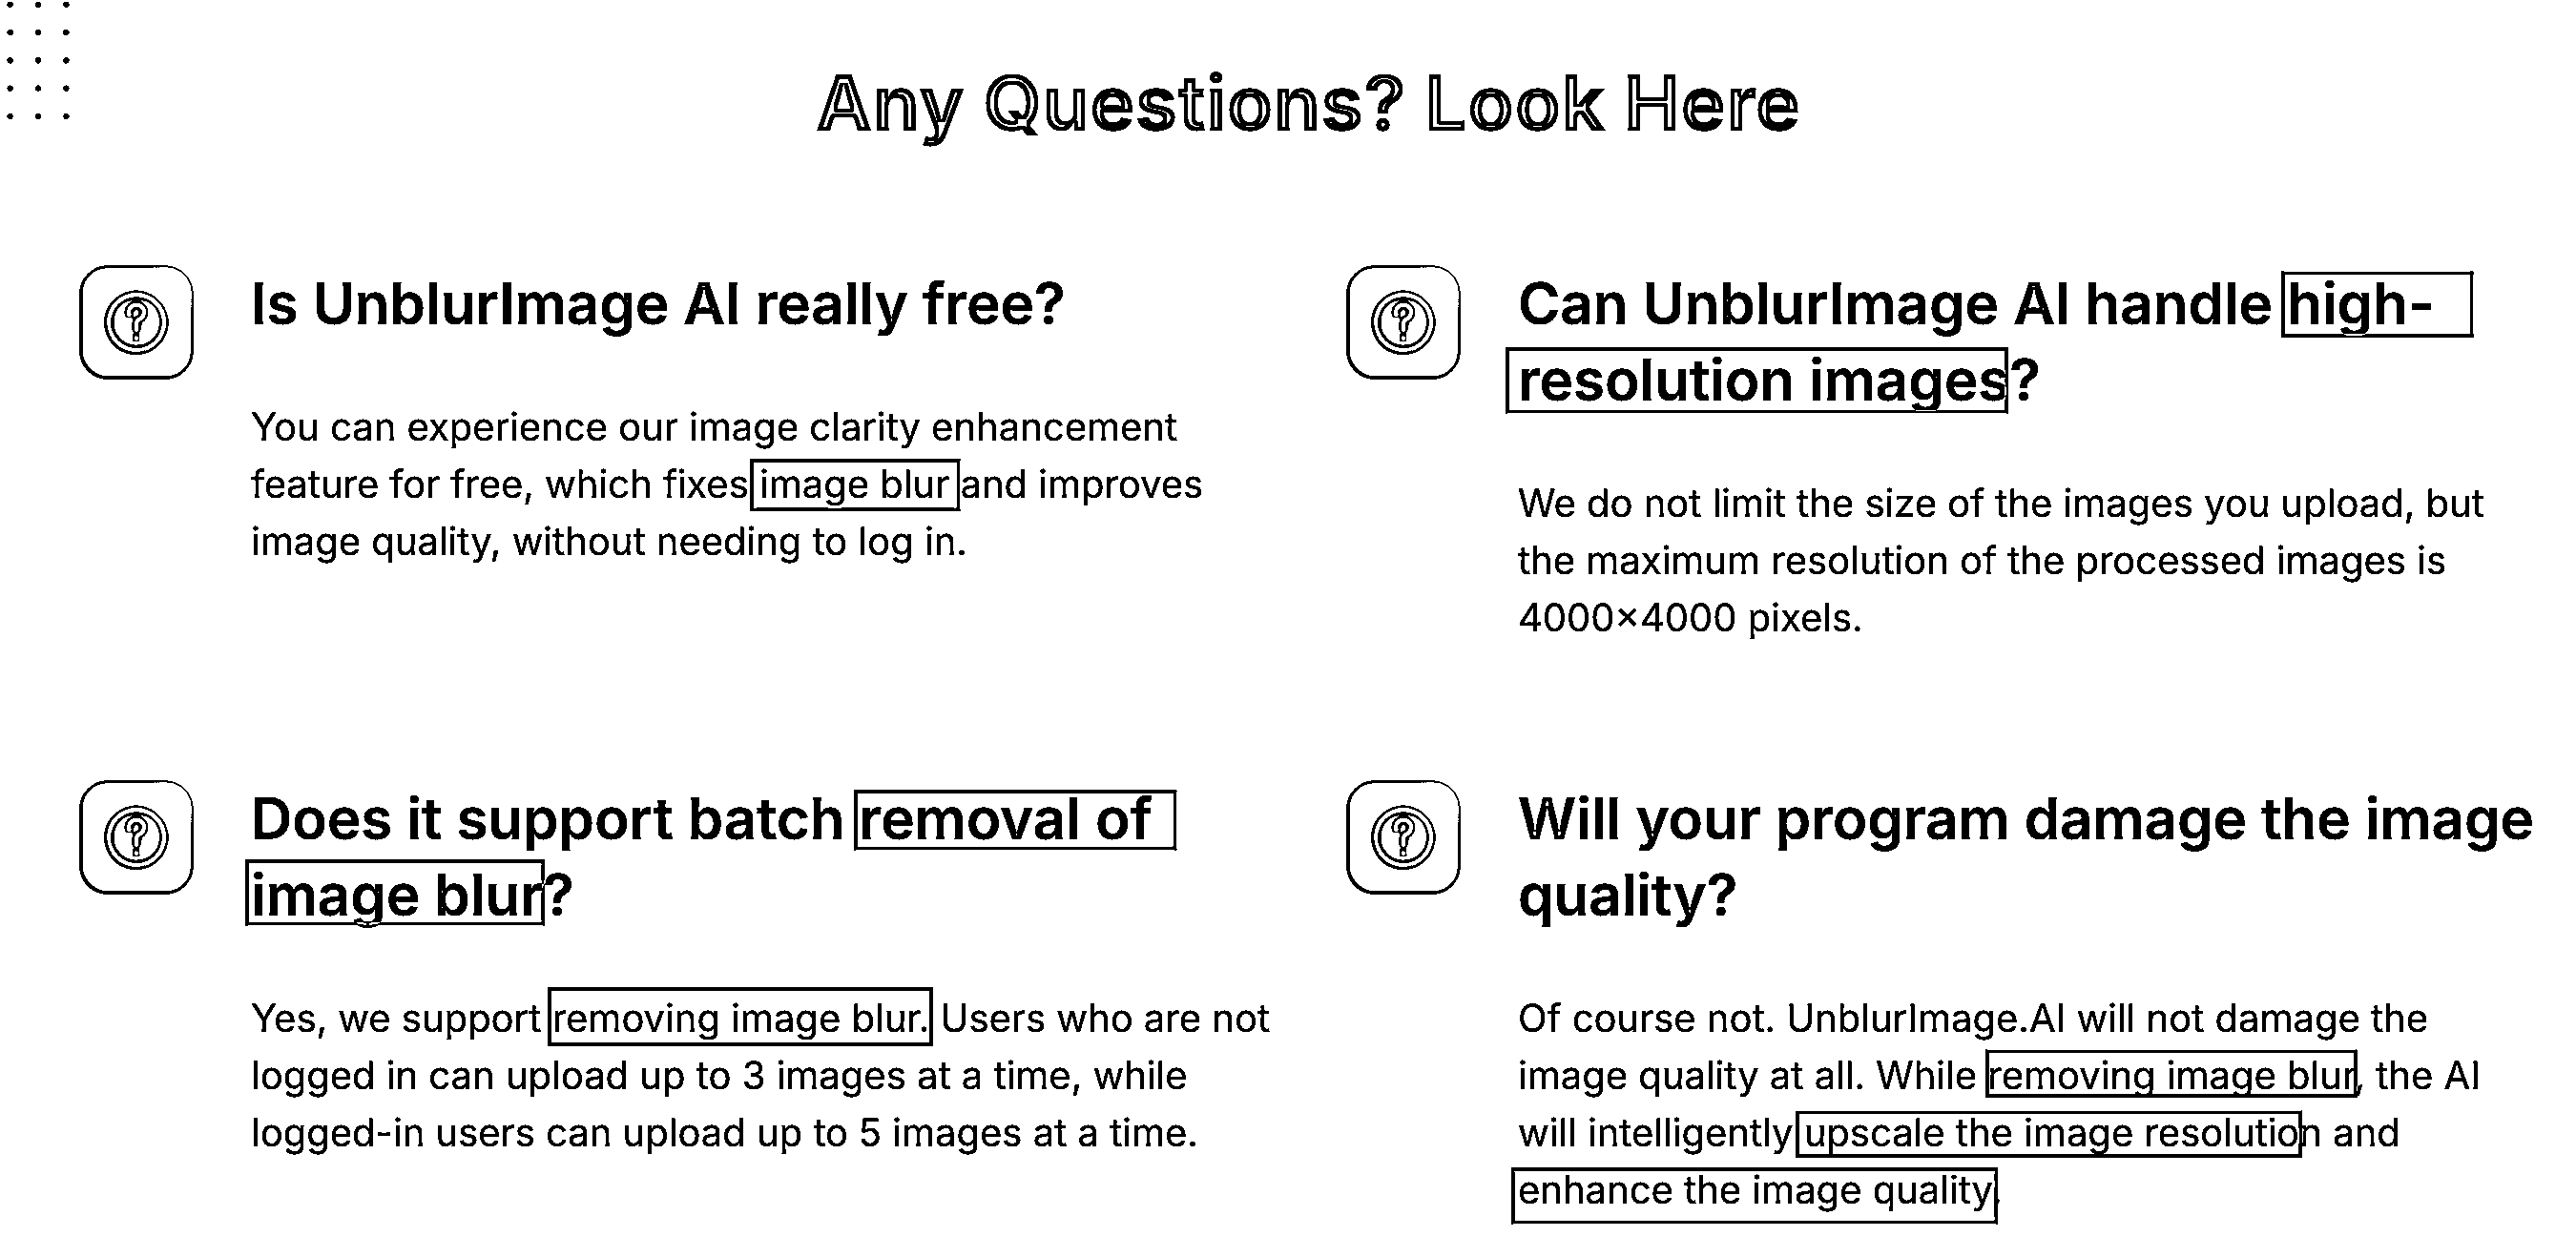 Any Questions? Look Here
Is UnblurImage AI really free?
You can experience our image clarity enhancement
feature for free, which fixes image blur and improves
image quality, without needing to log in.
Can UnblurImage AI handle high-
resolution images?
We do not limit the size of the images you upload, but
the maximum resolution of the processed images is
4000×4000 pixels.
Does it support batch removal of
image blur?
Yes, we support removing image blur. Users who are not
logged in can upload up to 3 images at a time, while
logged-in users can upload up to 5 images at a time.
Will your program damage the image
quality?
Of course not. UnblurImage.AI will not damage the
image quality at all. While removing image blur, the AI
will intelligently upscale the image resolution and
enhance the image quality.